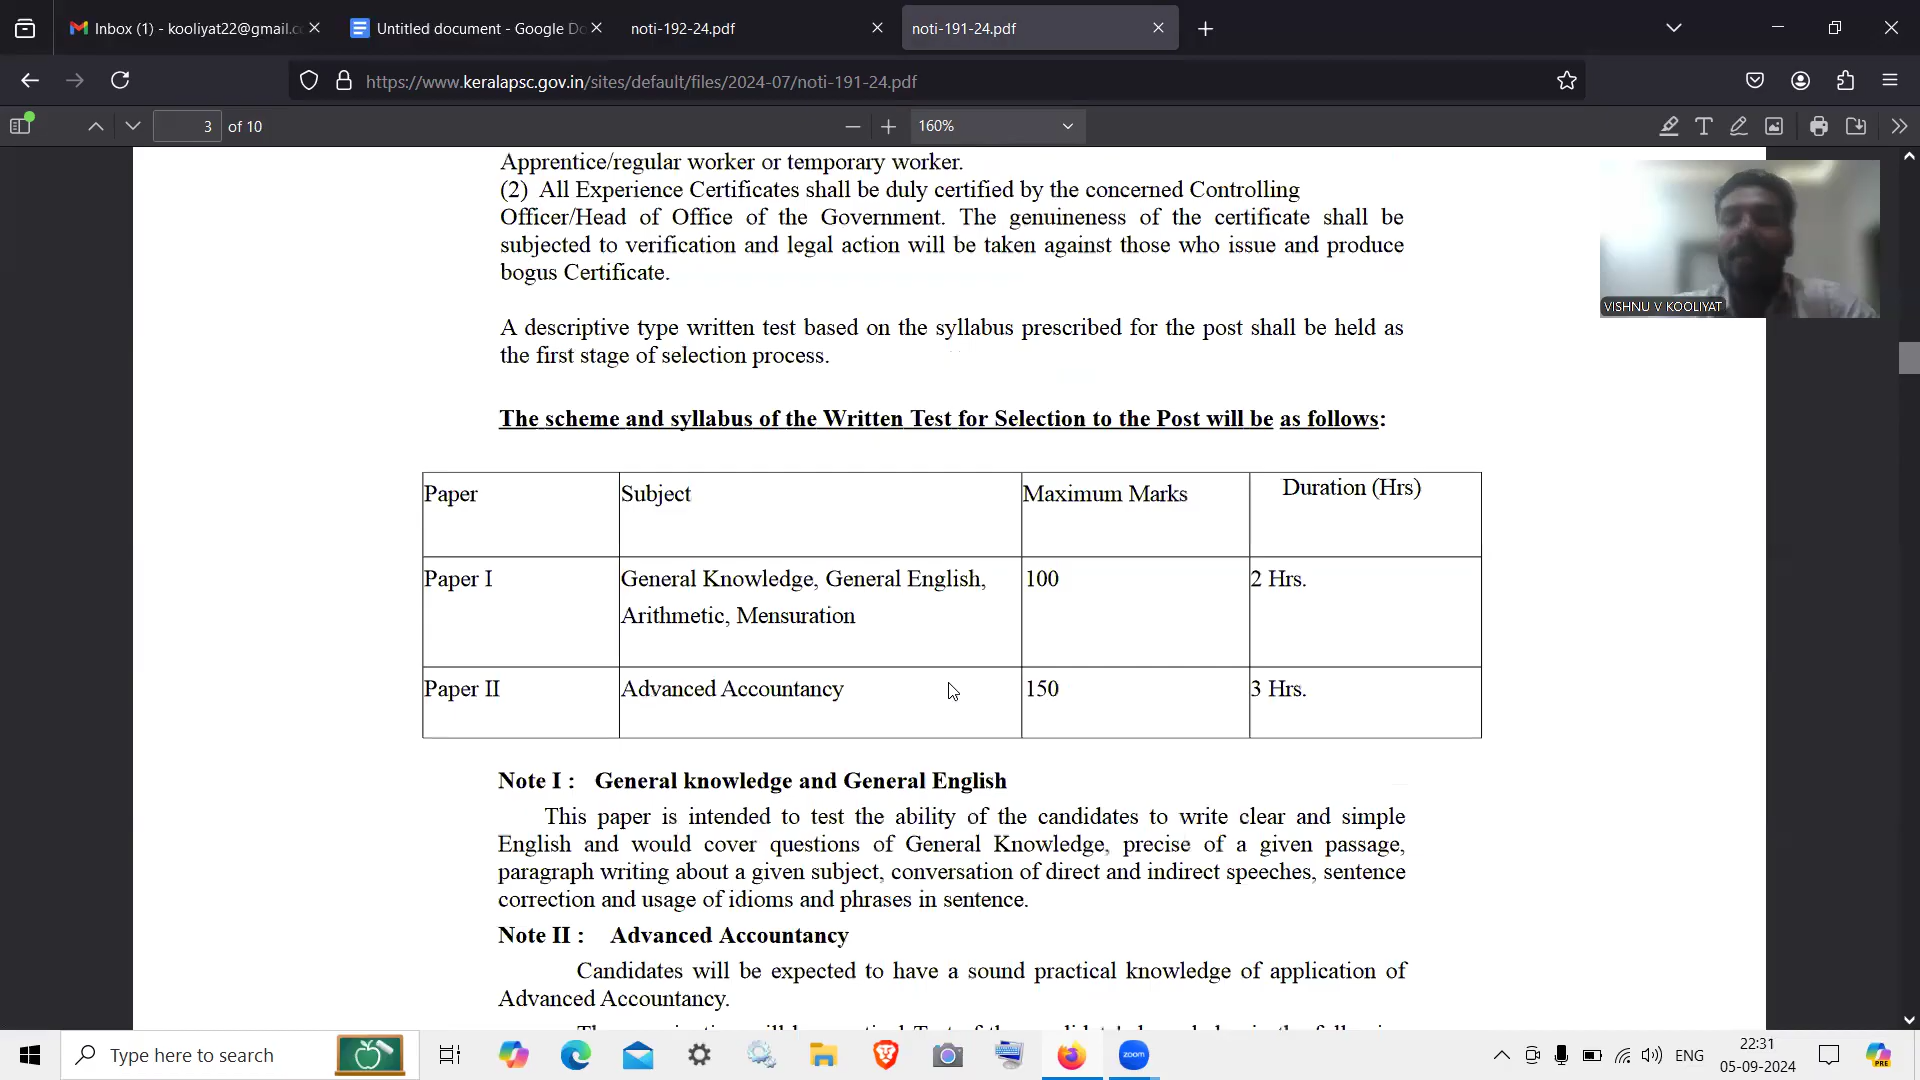 Inbox (1) - kooliyat22@gmail.c
Untitled document - Google Do
noti-192-24.pdf
noti-191-24.pdf
https://www.keralapsc.gov.in/sites/default/files/2024-07/noti-191-24.pdf
3 of 10
160%
Apprentice/regular worker or temporary worker.
(2) All Experience Certificates shall be duly certified by the concerned Controlling
Officer/Head of Office of the Government. The genuineness of the certificate shall be
subjected to verification and legal action will be taken against those who issue and produce
bogus Certificate.
VISHNU V KOOLIYAT
A descriptive type written test based on the syllabus prescribed for the post shall be held as
the first stage of selection process.
The scheme and syllabus of the Written Test for Selection to the Post will be as follows:
Paper Subject Maximum Marks Duration (Hrs)
Paper I General Knowledge, General English, 100 2 Hrs.
Arithmetic, Mensuration
Paper II Advanced Accountancy 150 3 Hrs.
Note I : General knowledge and General English
This paper is intended to test the ability of the candidates to write clear and simple
English and would cover questions of General Knowledge, precise of a given passage,
paragraph writing about a given subject, conversation of direct and indirect speeches, sentence
correction and usage of idioms and phrases in sentence.
Note II : Advanced Accountancy
Candidates will be expected to have a sound practical knowledge of application of
Advanced Accountancy.
Type here to search
zoom
ENG
22:31
05-09-2024
PRE